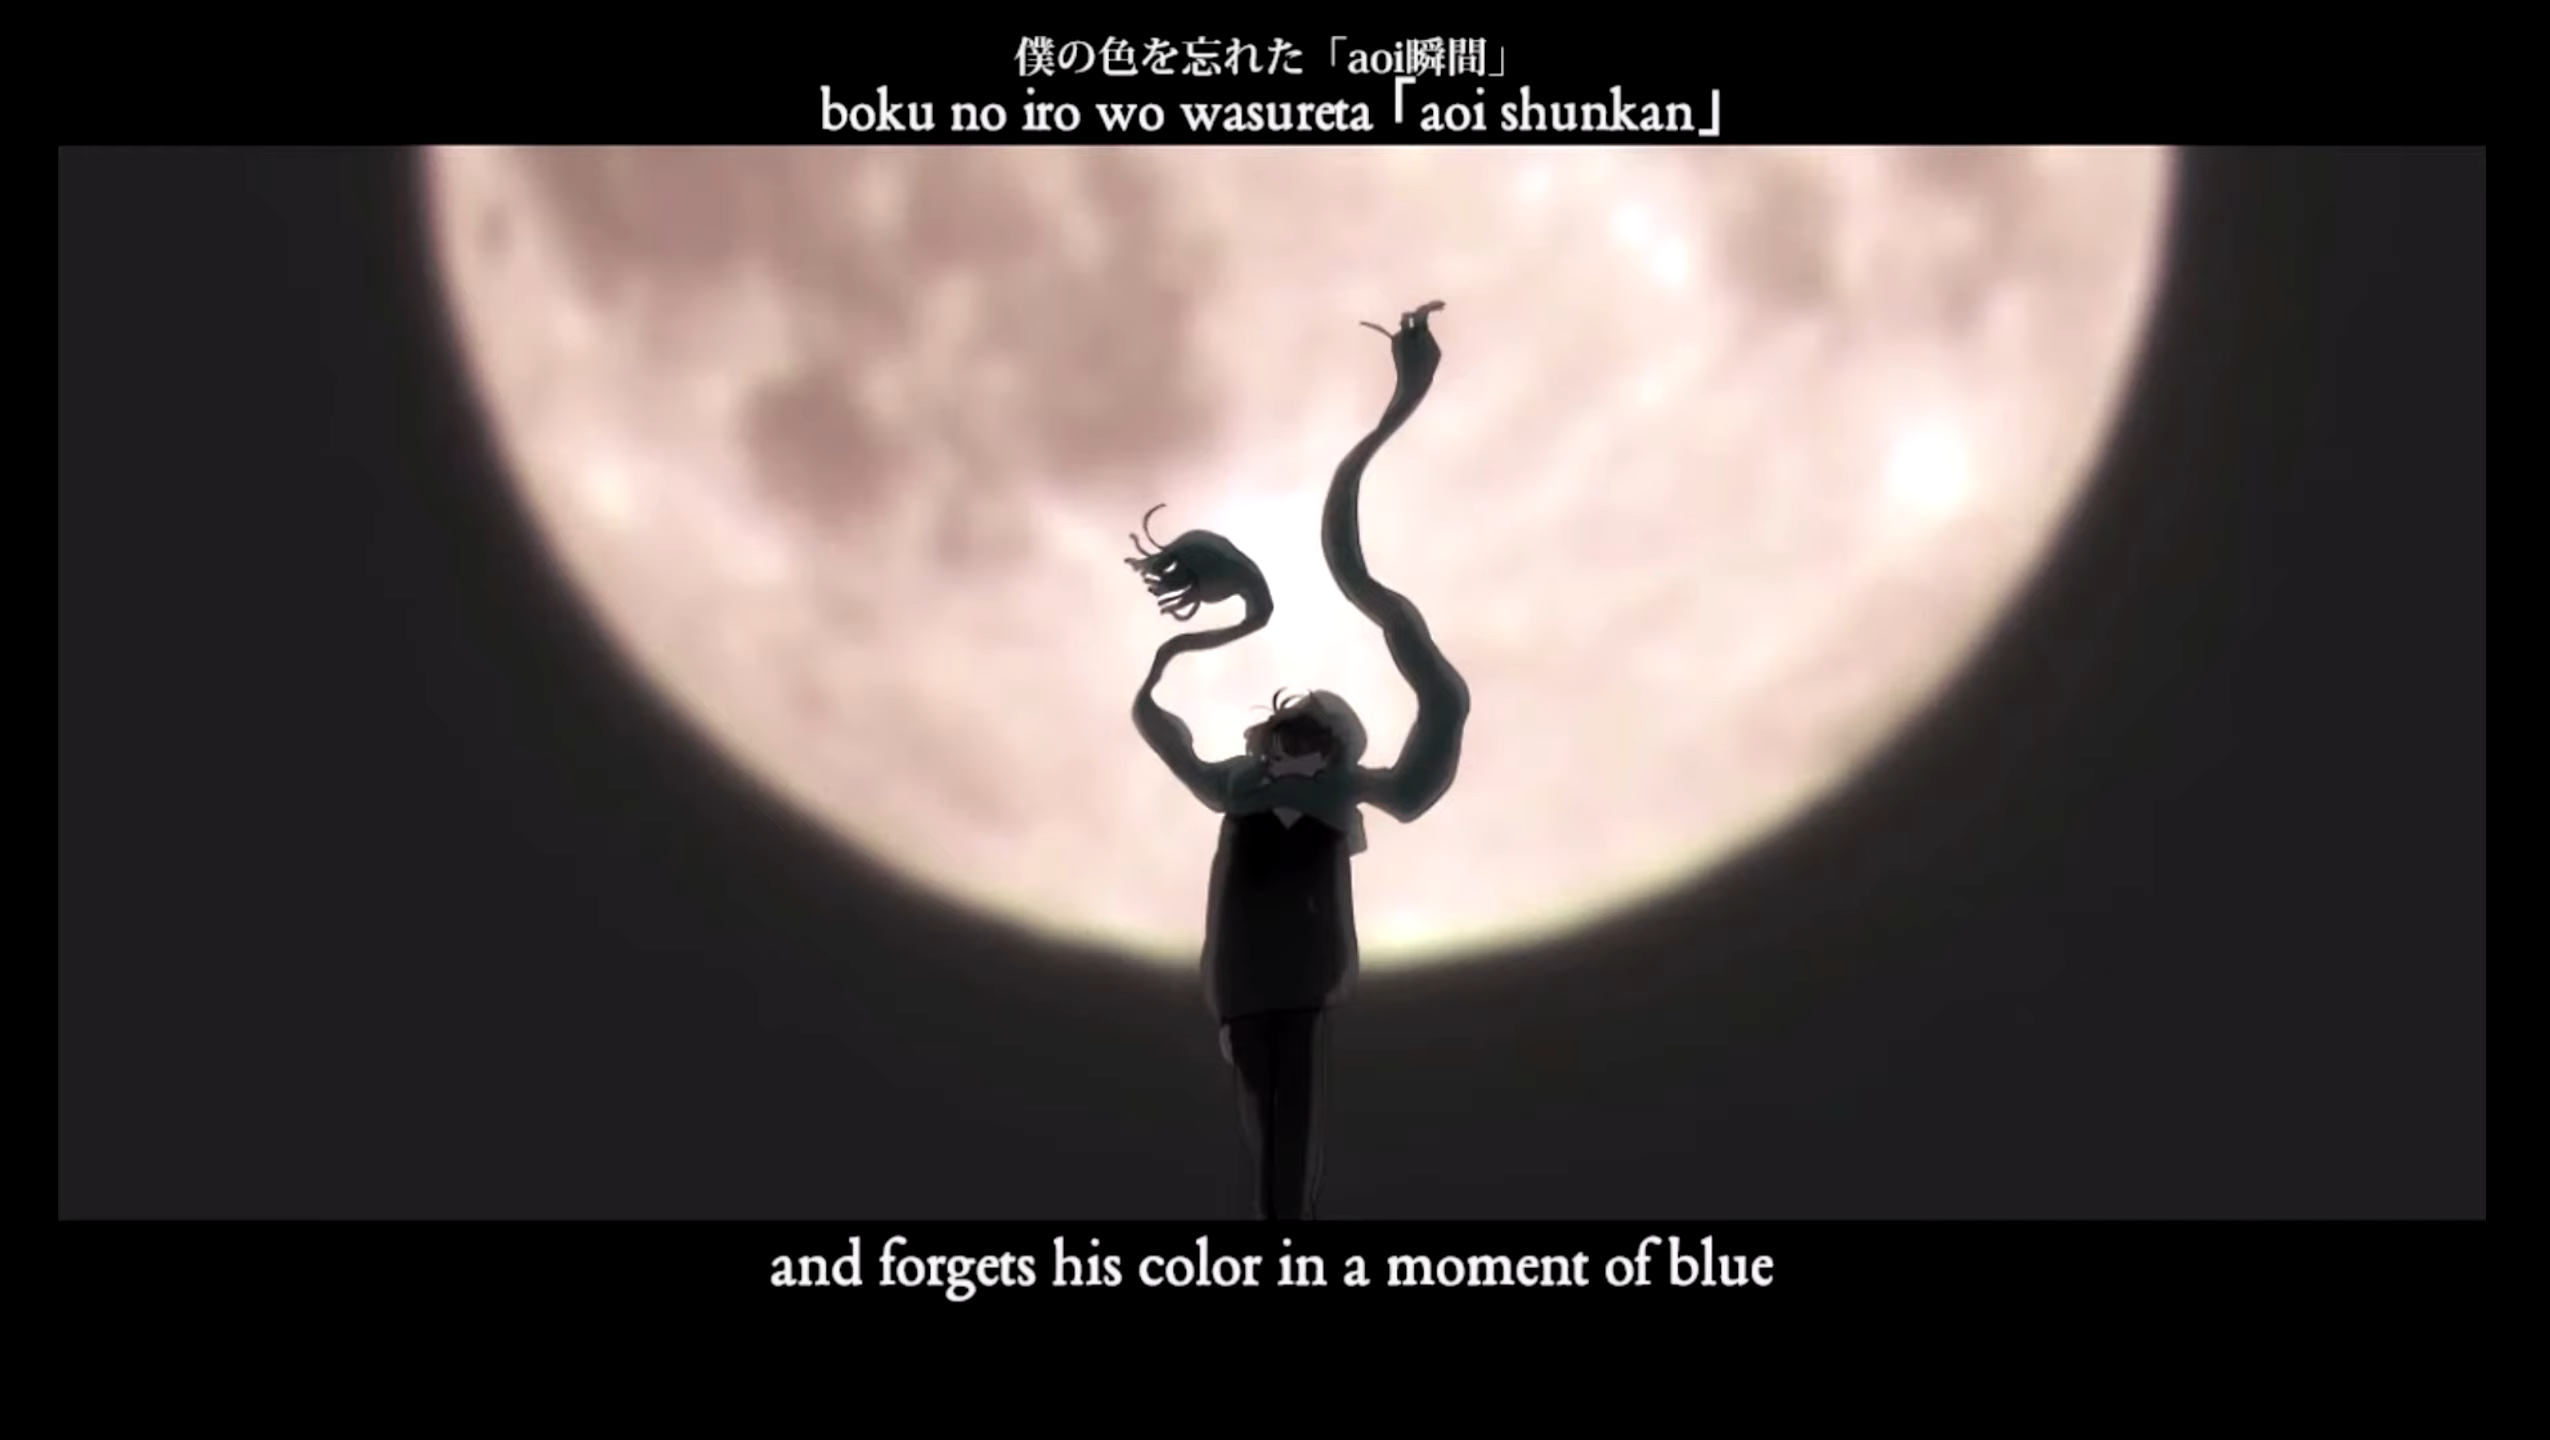 僕の色を忘れた「aoi瞬間」
boku no iro wo wasureta「aoi shunkan」
and forgets his color in a moment of blue